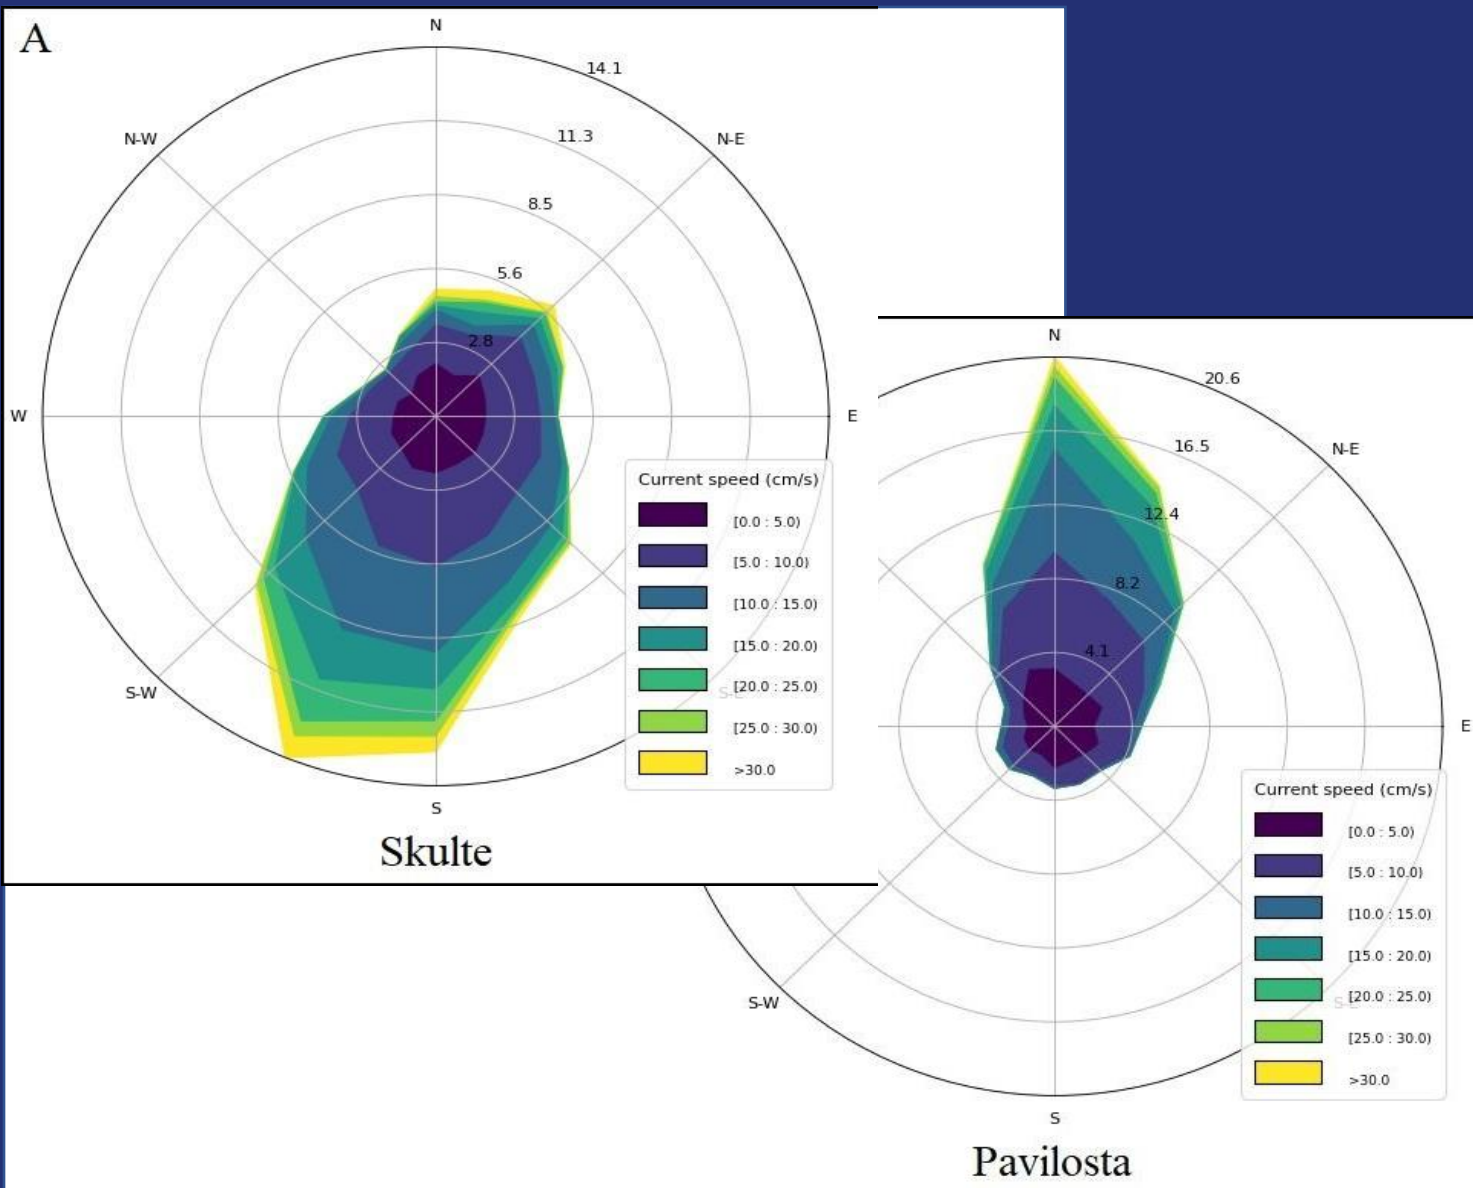 A
N
14.1
N-W
N-E
11.3
8.5
5.6
2.8
W
E
Current speed (cm/s)
[0.0 : 5.0)
[5.0 : 10.0)
[10.0 : 15.0)
[15.0 : 20.0)
[20.0 : 25.0)
[25.0 : 30.0)
>30.0
S-W
S-E
S
Skulte
N
20.6
N-E
16.5
12.4
8.2
4.1
E
Current speed (cm/s)
[0.0 : 5.0)
[5.0 : 10.0)
[10.0 : 15.0)
[15.0 : 20.0)
[20.0 : 25.0)
[25.0 : 30.0)
>30.0
S-W
S-E
S
Pavilosta